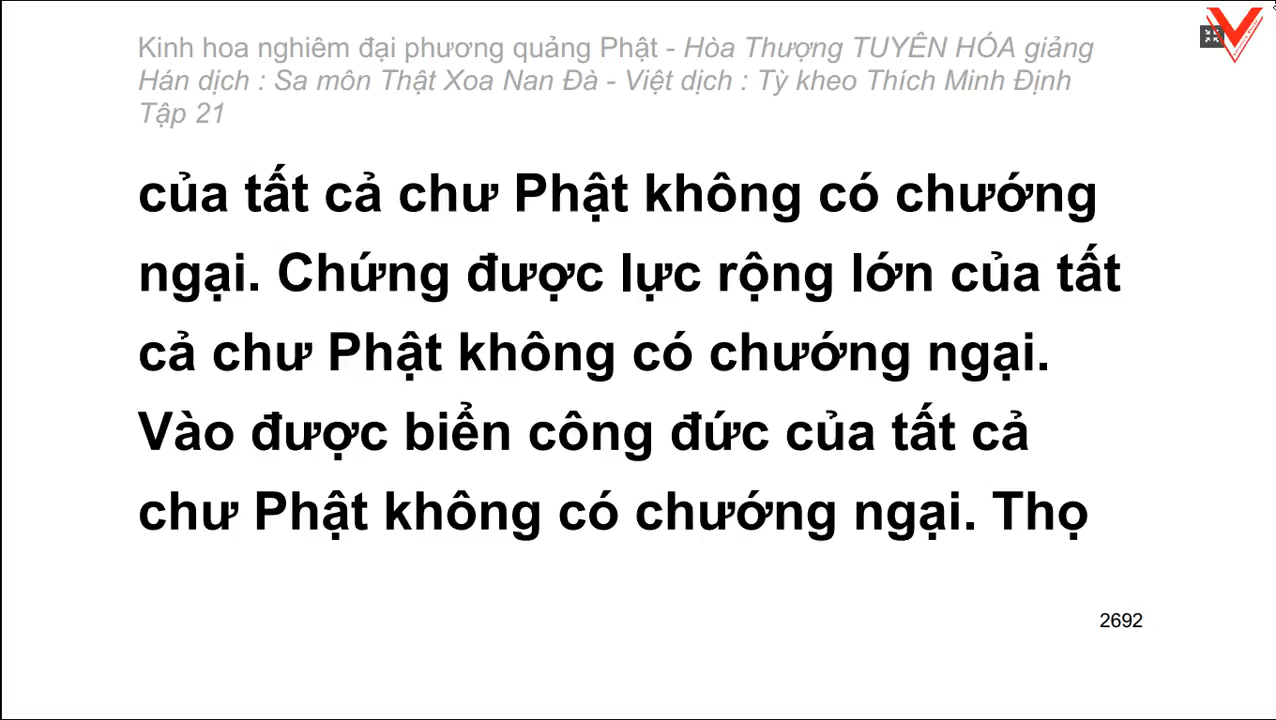 Kinh hoa nghiêm đại phương quảng Phật - Hòa Thượng TUYÊN HÓA giảng
Hán dịch : Sa môn Thật Xoa Nan Đà - Việt dịch : Tỳ kheo Thích Minh Định
Tập 21
của tất cả chư Phật không có chướng
ngại. Chứng được lực rộng lớn của tất
cả chư Phật không có chướng ngại.
Vào được biển công đức của tất cả
chư Phật không có chướng ngại. Thọ
2692